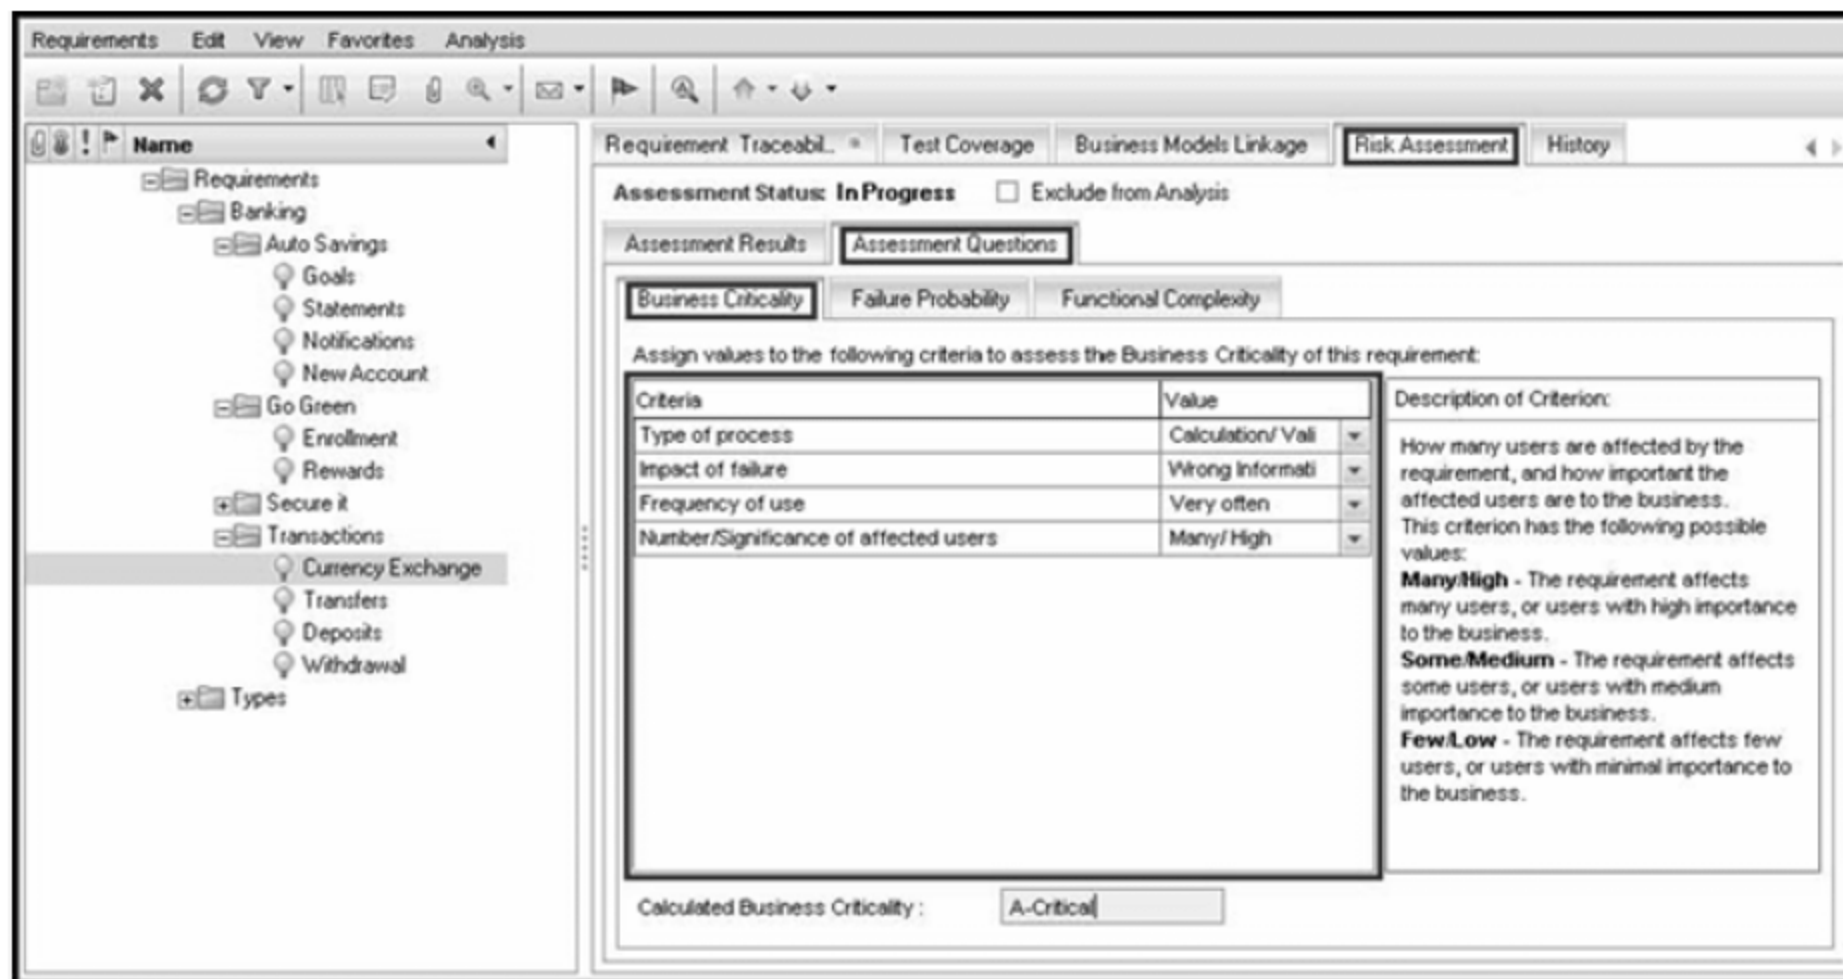 Requirements Edit View Favorites Analysis
Name
Requirements
Banking
Auto Savings
Goals
Statements
Notifications
New Account
Go Green
Enrollment
Rewards
Secure it
Transactions
Currency Exchange
Transfers
Deposits
Withdrawal
Types
Requirement Traceabil... Test Coverage Business Models Linkage Risk Assessment History
Assessment Status: In Progress Exclude from Analysis
Assessment Results Assessment Questions
Business Criticality Failure Probability Functional Complexity
Assign values to the following criteria to assess the Business Criticality of this requirement:
Criteria Value
Type of process Calculation/ Vali
Impact of failure Wrong Informati
Frequency of use Very often
Number/Significance of affected users Many/ High
Description of Criterion:
How many users are affected by the
requirement, and how important the
affected users are to the business.
This criterion has the following possible
values:
Many/High - The requirement affects
many users, or users with high importance
to the business.
Some/Medium - The requirement affects
some users, or users with medium
importance to the business.
Few/Low - The requirement affects few
users, or users with minimal importance to
the business.
Calculated Business Criticality : A-Critical